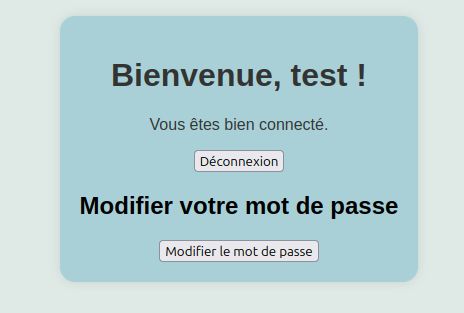 Bienvenue, test !
Vous êtes bien connecté.
Déconnexion
Modifier votre mot de passe
Modifier le mot de passe